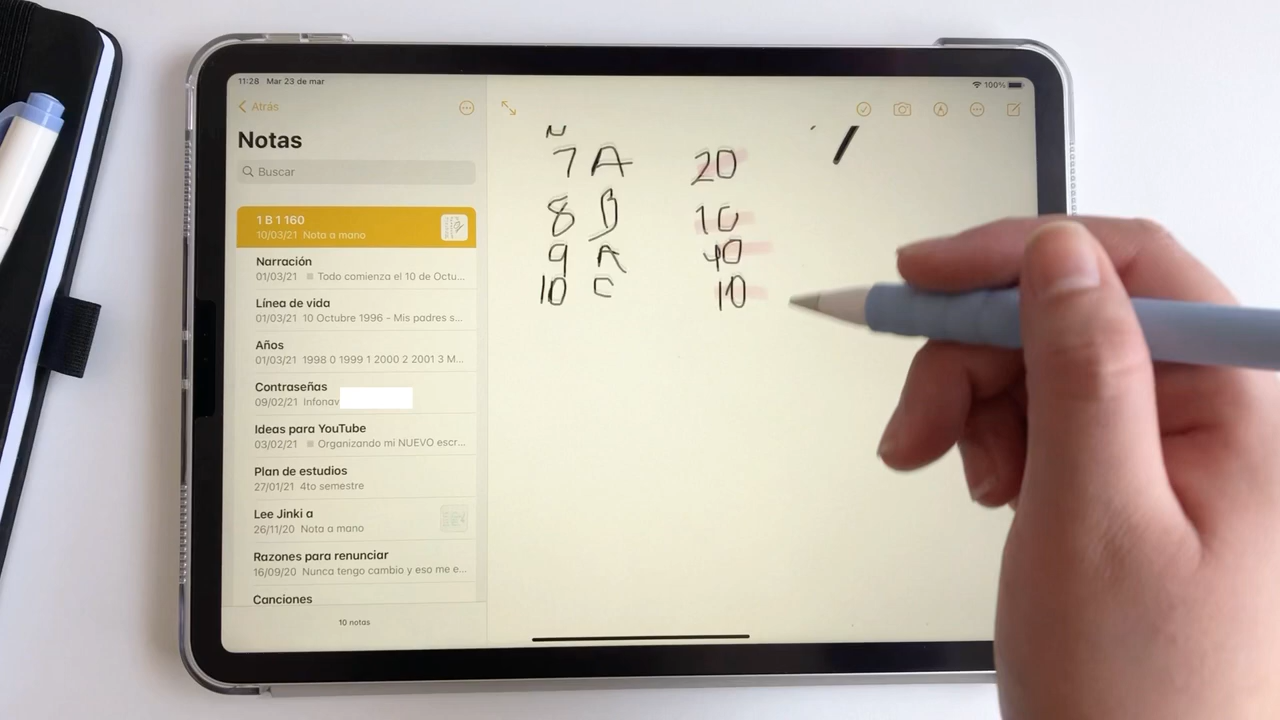 11:28 Mar 23 de mar
100%
Atrás
Notas
Buscar
1 B 1 160
10/03/21 Nota a mano
Narración
01/03/21 Todo comienza el 10 de Octu...
Línea de vida
01/03/21 10 Octubre 1996 - Mis padres s...
Años
01/03/21 1998 0 1999 1 2000 2 2001 3 M...
Contraseñas
09/02/21 Infonav
Ideas para YouTube
03/02/21 Organizando mi NUEVO escr...
Plan de estudios
27/01/21 4to semestre
Lee Jinki a
26/11/20 Nota a mano
Razones para renunciar
16/09/20 Nunca tengo cambio y eso me e...
Canciones
10 notas
7 A 20
8 B 10
9 A 40
10 C 10